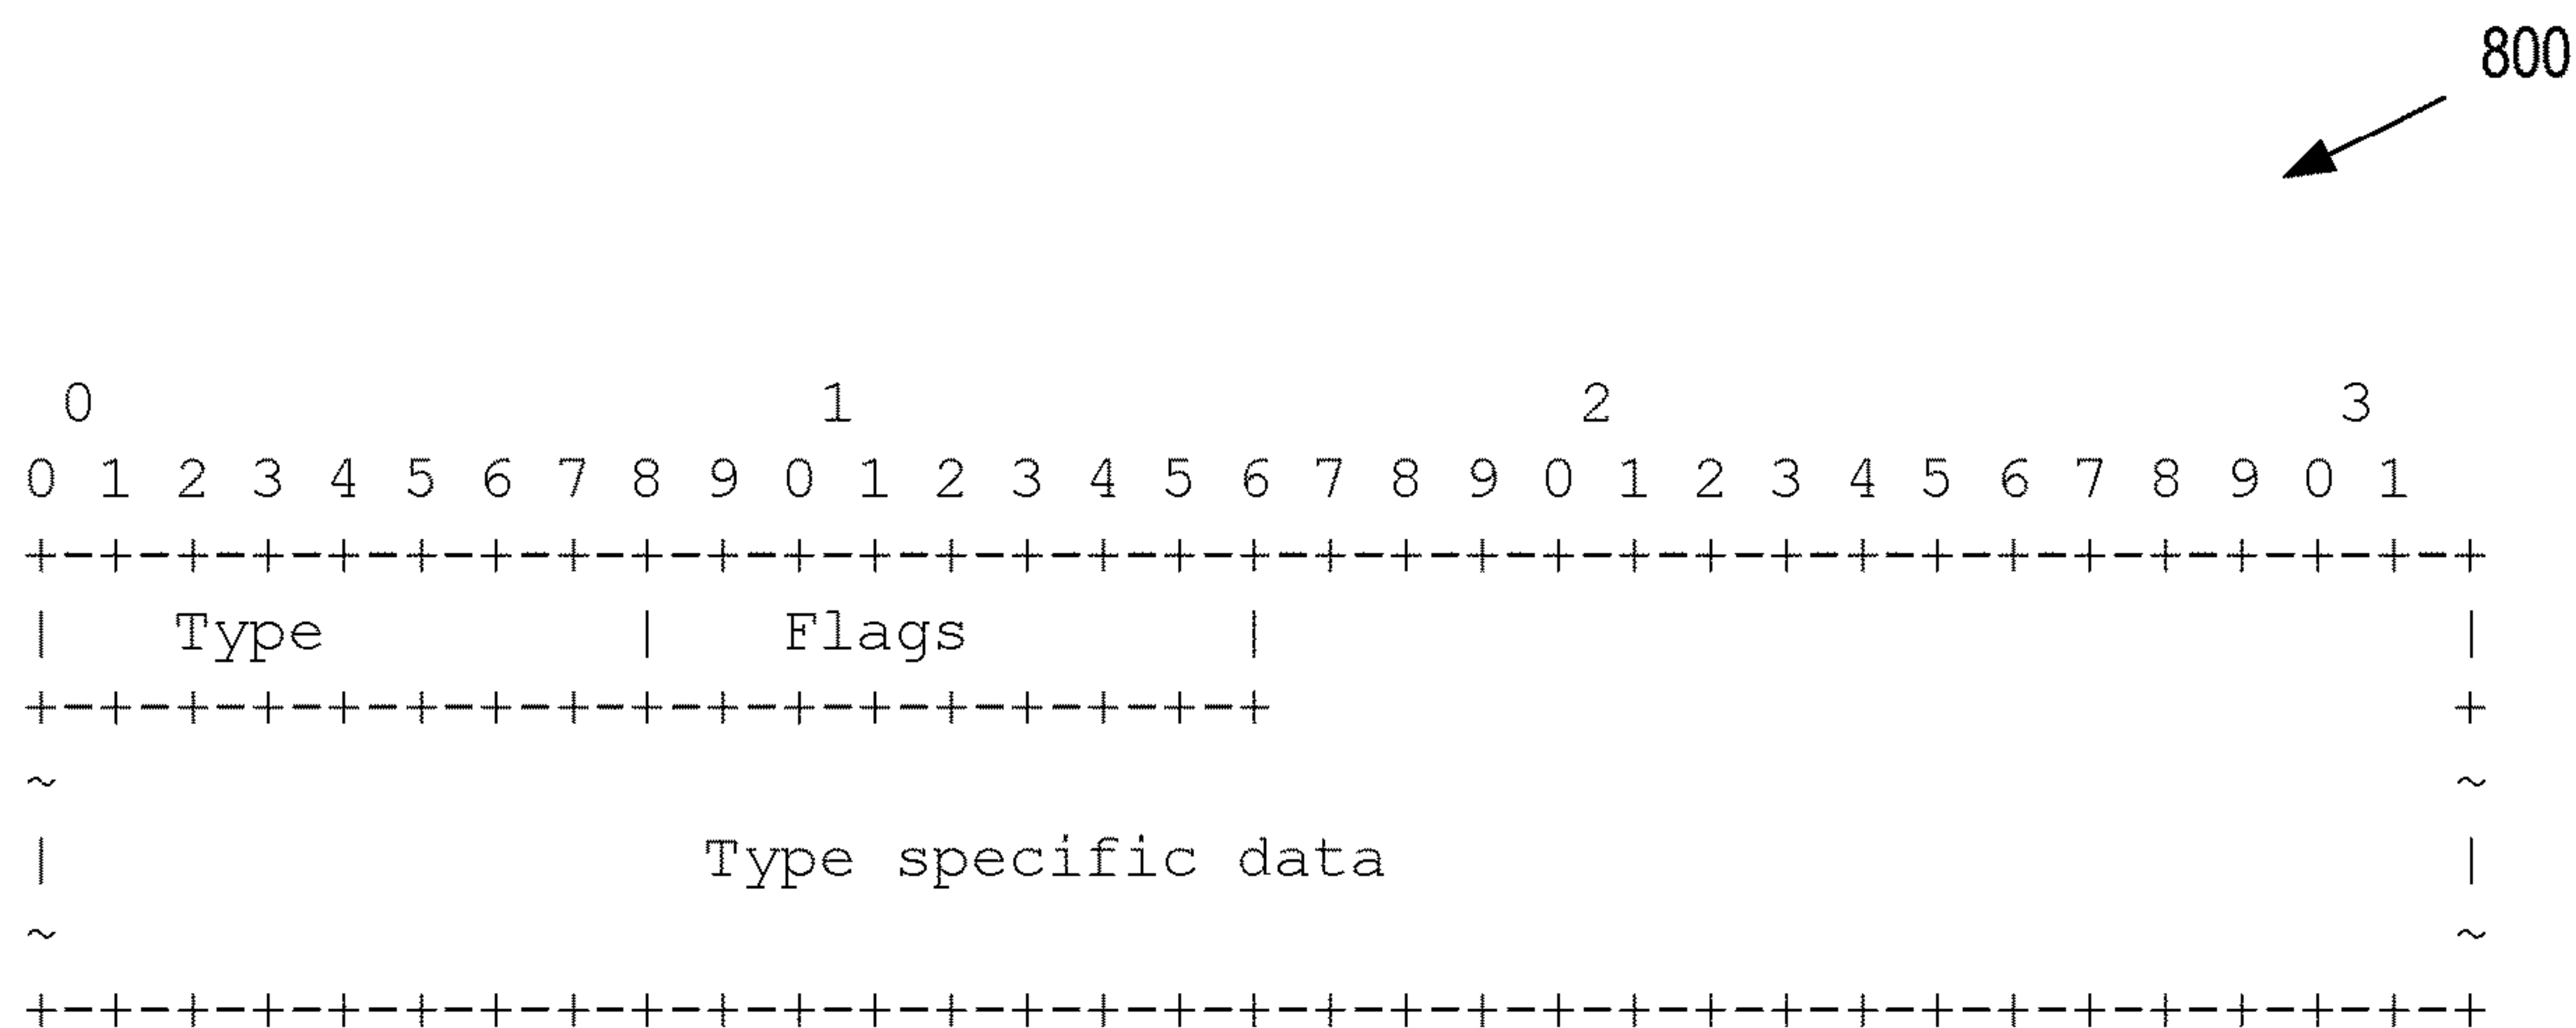 800
 0                   1                   2                   3
0 1 2 3 4 5 6 7 8 9 0 1 2 3 4 5 6 7 8 9 0 1 2 3 4 5 6 7 8 9 0 1
+-+-+-+-+-+-+-+-+-+-+-+-+-+-+-+-+-+-+-+-+-+-+-+-+-+-+-+-+-+-+-+-+
|   Type        |   Flags       |                               |
+-+-+-+-+-+-+-+-+-+-+-+-+-+-+-+-+                               +
~                                                               ~
|                 Type specific data                            |
~                                                               ~
+-+-+-+-+-+-+-+-+-+-+-+-+-+-+-+-+-+-+-+-+-+-+-+-+-+-+-+-+-+-+-+-+